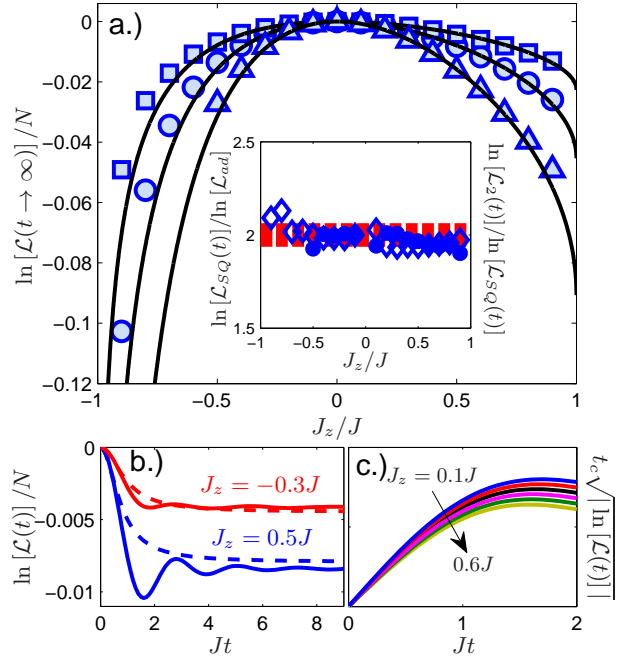 a.)
ln [L(t → ∞)] /N
0
−0.02
−0.04
−0.06
−0.08
−0.1
−0.12
−1
−0.5
0
0.5
1
J_z/J
ln [L_SQ(t)] / ln [L_ad]
2.5
2
1.5
−1
−0.5
0
0.5
1
J_z/J
ln [L_2(t)] / ln [L_SQ(t)]
b.)
ln [L(t)] /N
0
−0.005
−0.01
J_z = −0.3J
J_z = 0.5J
0
2
4
6
8
Jt
c.)
J_z = 0.1J
0.6J
0
1
2
Jt
t_c √| ln [L(t)] |